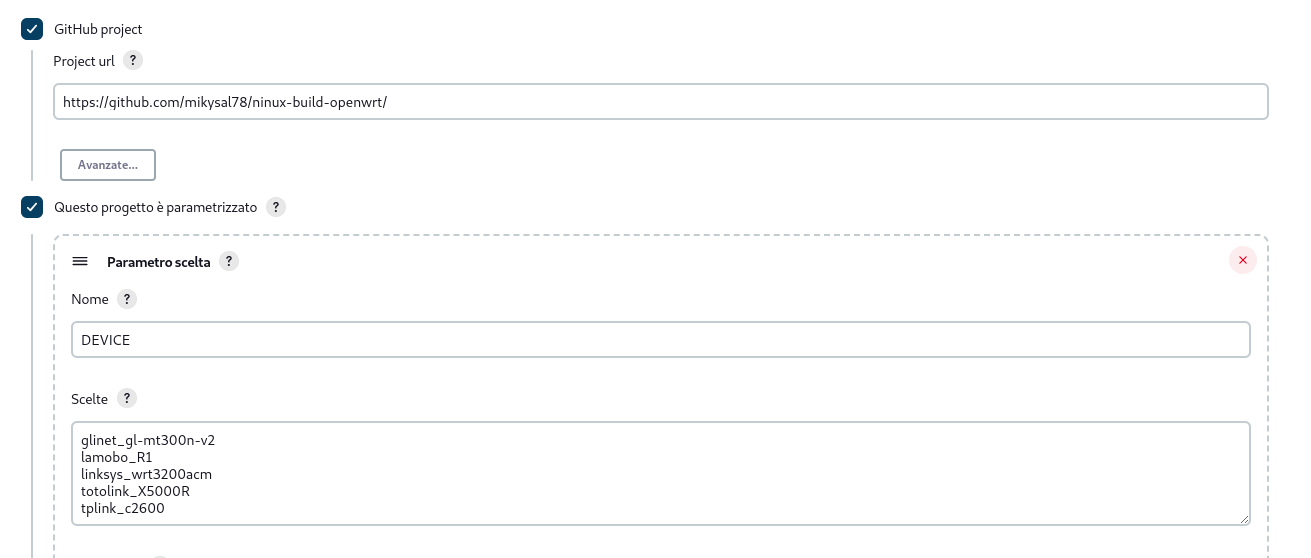 GitHub project
Project url ?
https://github.com/mikysal78/ninux-build-openwrt/
Avanzate...
Questo progetto è parametrizzato ?
Parametro scelta ?
Nome ?
DEVICE
Scelte ?
glinet_gl-mt300n-v2
lamobo_R1
linksys_wrt3200acm
totolink_X5000R
tplink_c2600